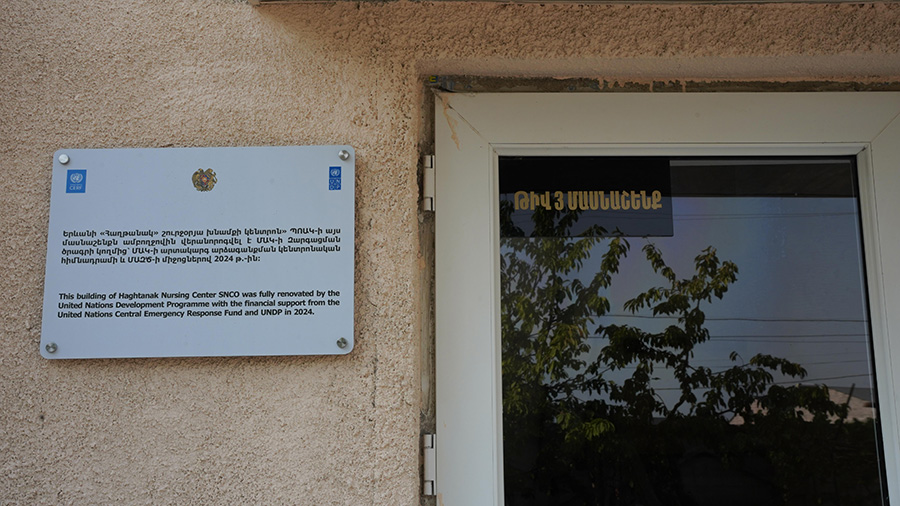 CERF
U N
D P
Երևանի «Հաղթանակ» շուրջօրյա խնամքի կենտրոն» ՊՈԱԿ-ի այս
մասնաշենքն ամբողջովին վերանորոգվել է ՄԱԿ-ի Զարգացման
ծրագրի կողմից՝ ՄԱԿ-ի արտակարգ արձագանքման կենտրոնական
հիմնադրամի և ՄԱԶԾ-ի միջոցներով 2024 թ.-ին:
This building of Haghtanak Nursing Center SNCO was fully renovated by the
United Nations Development Programme with the financial support from the
United Nations Central Emergency Response Fund and UNDP in 2024.
ԹԻՎ 3 ՄԱՍՆԱՇԵՆՔ